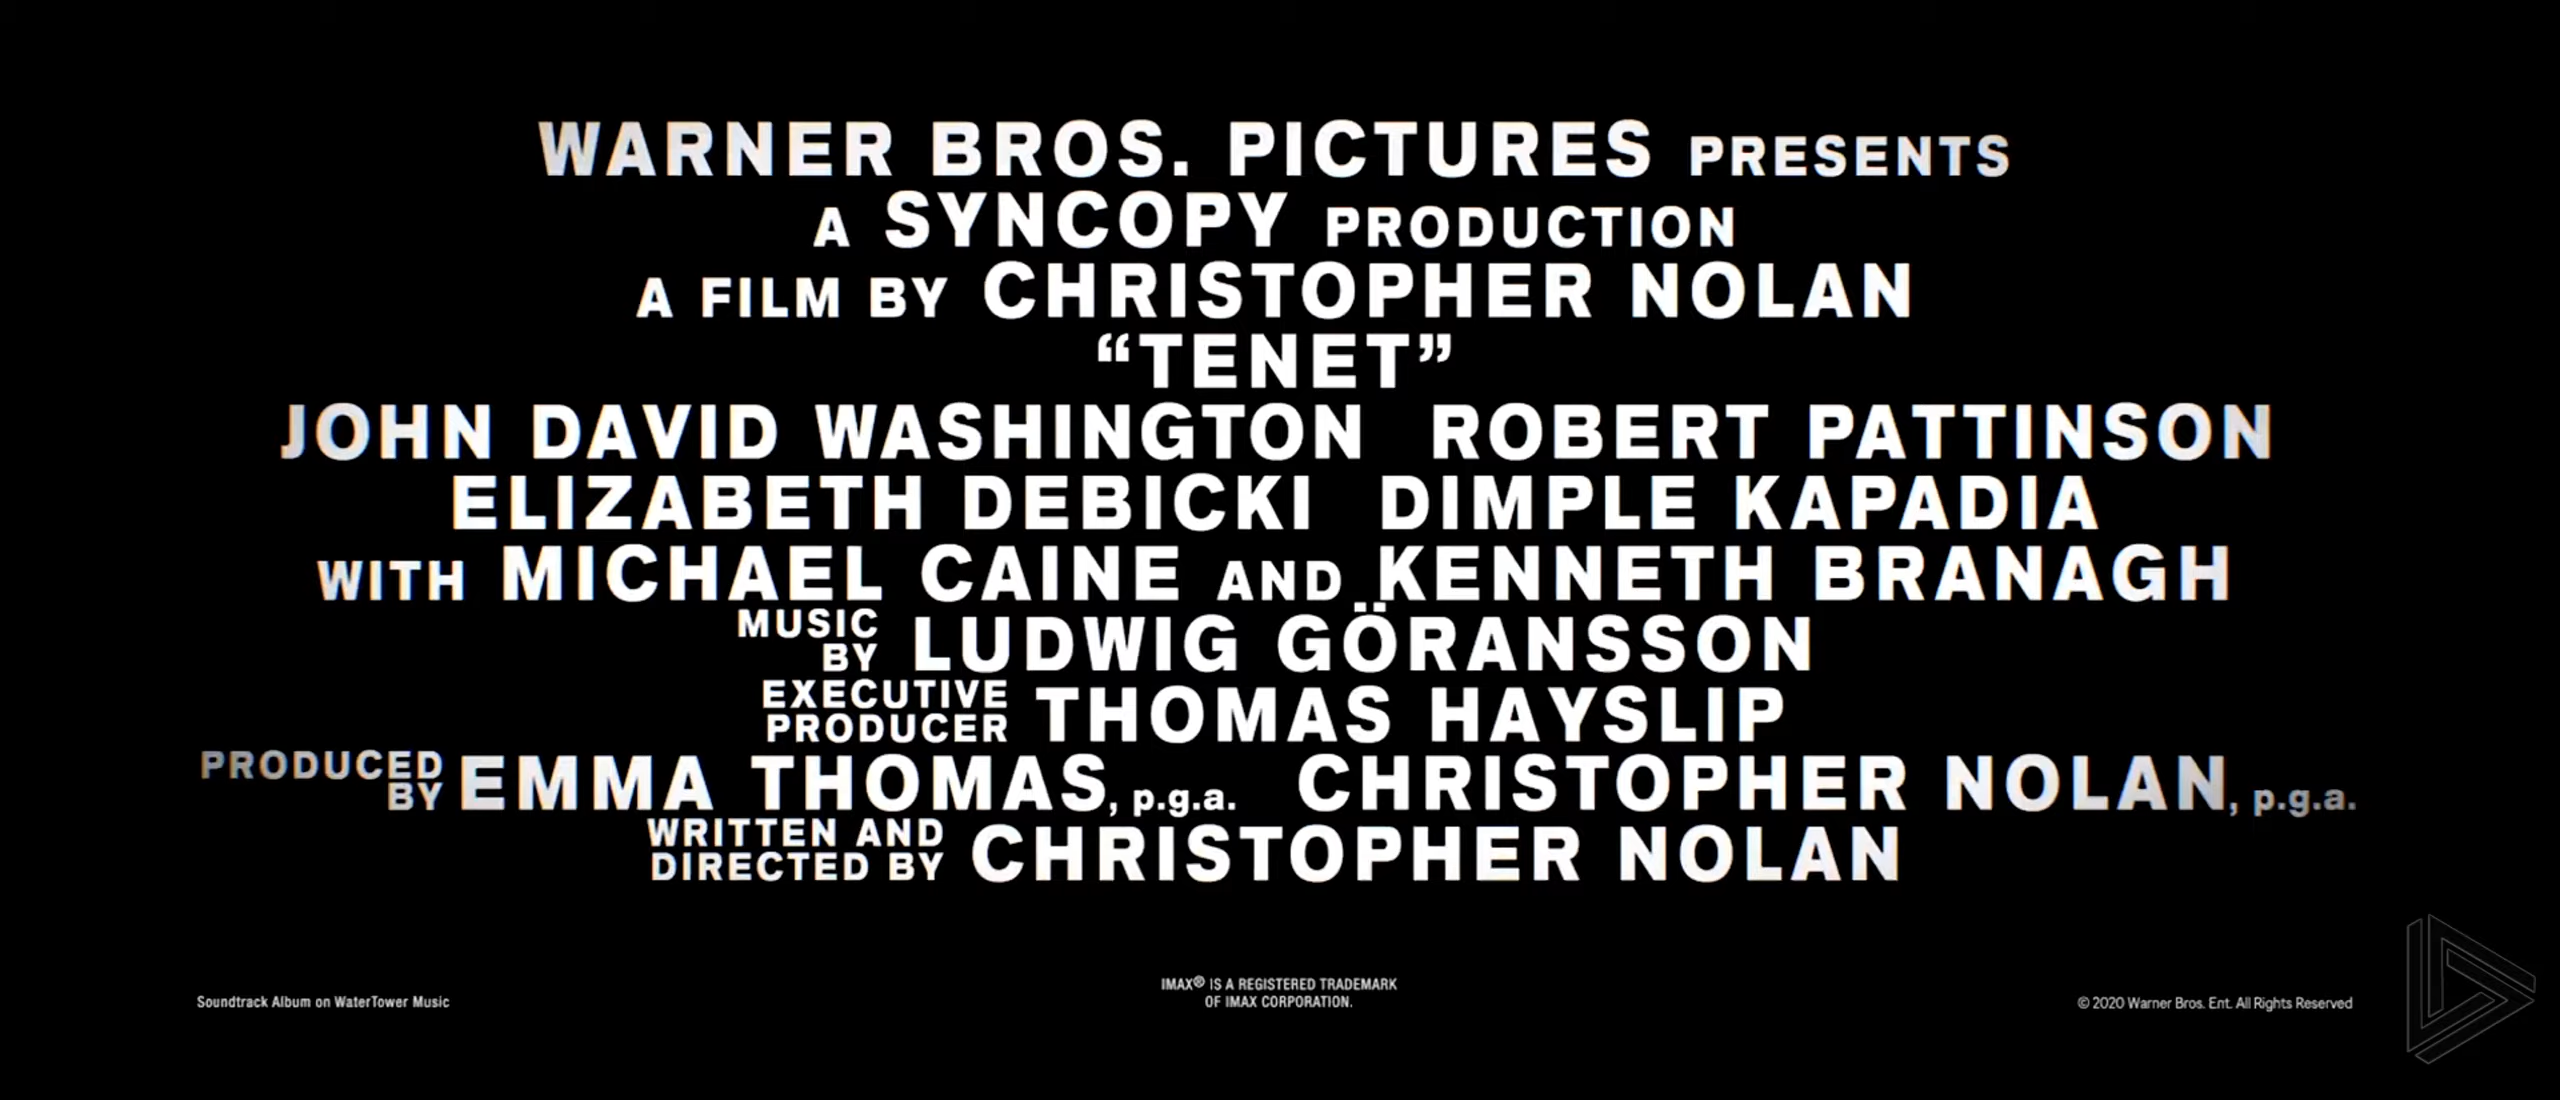 WARNER BROS. PICTURES PRESENTS
A SYNCOPY PRODUCTION
A FILM BY CHRISTOPHER NOLAN
“TENET”
JOHN DAVID WASHINGTON ROBERT PATTINSON
ELIZABETH DEBICKI DIMPLE KAPADIA
WITH MICHAEL CAINE AND KENNETH BRANAGH
MUSIC BY LUDWIG GÖRANSSON
EXECUTIVE PRODUCER THOMAS HAYSLIP
PRODUCED BY EMMA THOMAS, p.g.a. CHRISTOPHER NOLAN, p.g.a.
WRITTEN AND DIRECTED BY CHRISTOPHER NOLAN
Soundtrack Album on WaterTower Music
IMAX® IS A REGISTERED TRADEMARK
OF IMAX CORPORATION.
© 2020 Warner Bros. Ent. All Rights Reserved